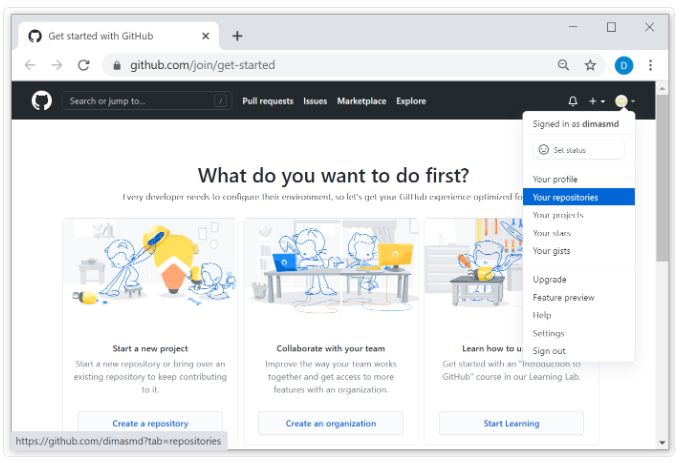 Get started with GitHub
github.com/join/get-started
D
Search or jump to...
/
Pull requests Issues Marketplace Explore
Signed in as dimasmd
Set status
Your profile
Your repositories
Your projects
Your stars
Your gists
Upgrade
Feature preview
Help
Settings
Sign out
What do you want to do first?
Every developer needs to configure their environment, so let's get your GitHub experience optimized
Start a new project
Start a new repository or bring over an
existing repository to keep contributing
to it.
Create a repository
Collaborate with your team
Improve the way your team works
together and get access to more
features with an organization.
Create an organization
Learn how to
Get started with an "Introduction to
GitHub" course in our Learning Lab.
Start Learning
https://github.com/dimasmd?tab=repositories